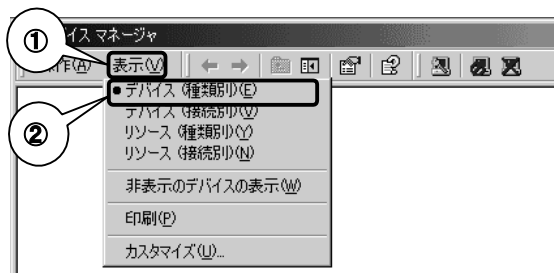 ①
イス マネージャ
作(A) 表示(V)
デバイス (種類別)(E)
②
デバイス (接続別)(V)
リソース (種類別)(Y)
リソース (接続別)(N)
非表示のデバイスの表示(W)
印刷(P)
カスタマイズ(U)...